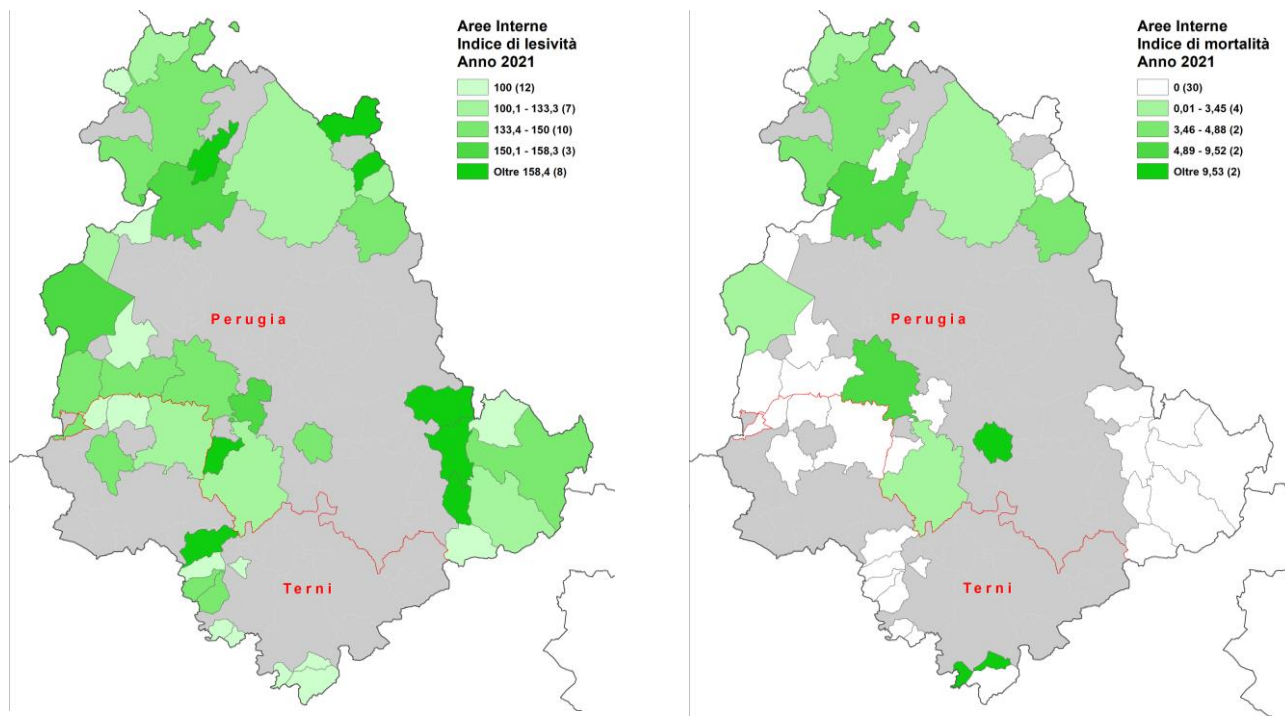 Aree Interne
Indice di lesività
Anno 2021
100 (12)
100,1 - 133,3 (7)
133,4 - 150 (10)
150,1 - 158,3 (3)
Oltre 158,4 (8)
Perugia
Terni
Aree Interne
Indice di mortalità
Anno 2021
0 (30)
0,01 - 3,45 (4)
3,46 - 4,88 (2)
4,89 - 9,52 (2)
Oltre 9,53 (2)
Perugia
Terni